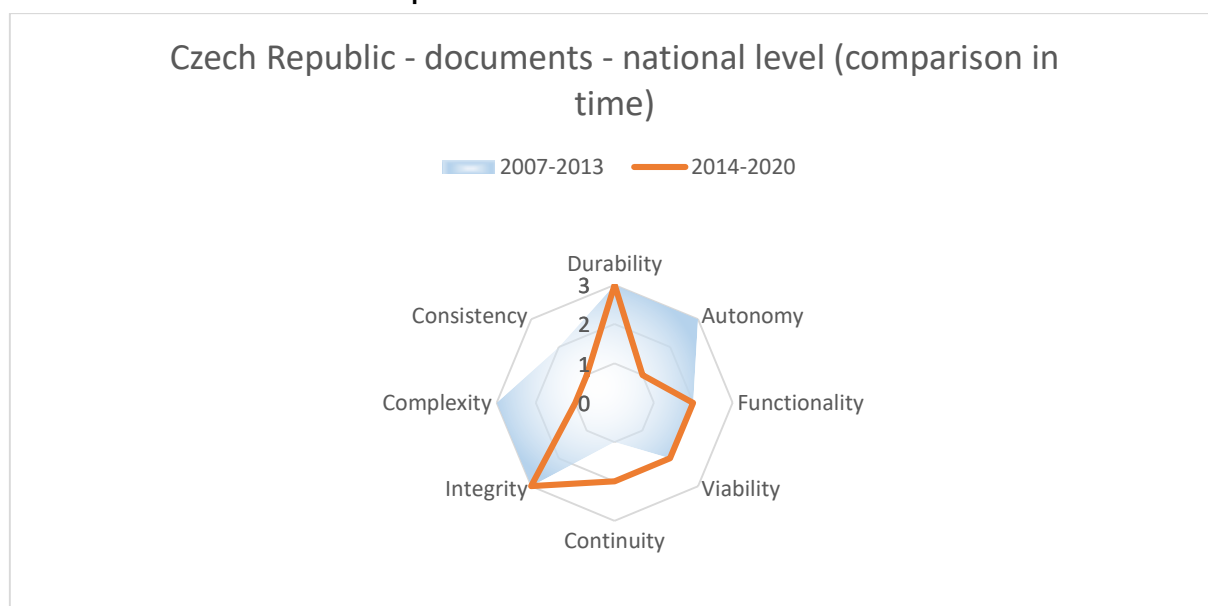 Czech Republic - documents - national level (comparison in
time)
2007-2013 2014-2020
Durability
3
Consistency Autonomy
2
1
Complexity 0 Functionality
Integrity Viability
Continuity